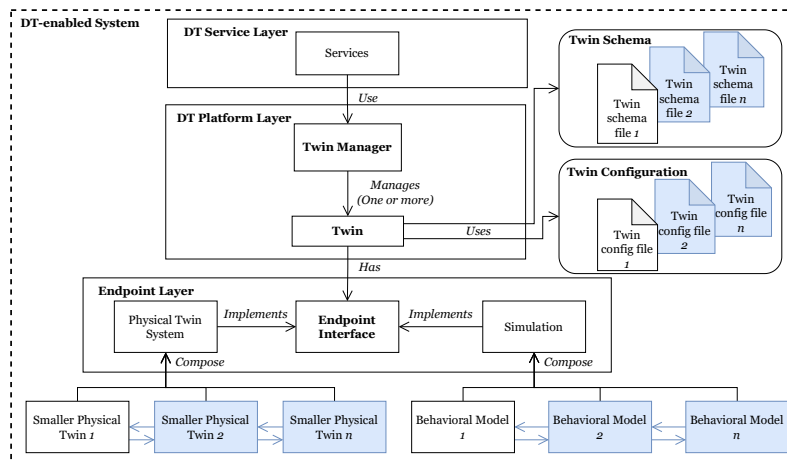 DT-enabled System
DT Service Layer
Services
Use
DT Platform Layer
Twin Manager
Manages
(One or more)
Twin
Uses
Has
Twin Schema
Twin
schema
file 1
Twin
schema
file 2
Twin
schema
file n
Twin Configuration
Twin
config file
1
Twin
config file
2
Twin
config file
n
Endpoint Layer
Physical Twin
System
Implements
Endpoint
Interface
Implements
Simulation
Compose
Compose
Smaller Physical
Twin 1
Smaller Physical
Twin 2
Smaller Physical
Twin n
Behavioral Model
1
Behavioral Model
2
Behavioral Model
n